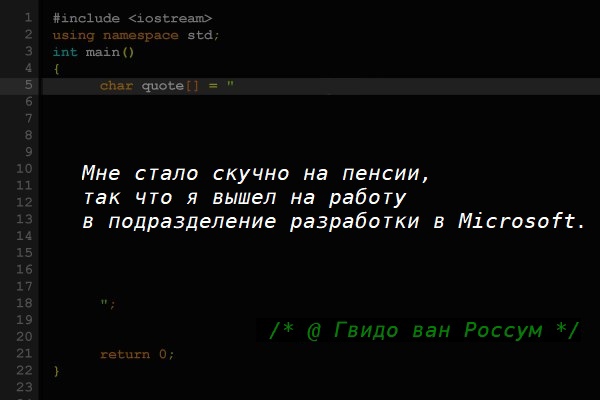 1 #include <iostream>
2 using namespace std;
3 int main()
4 {
5 char quote[] = "
6
7
8
9
10 Мне стало скучно на пенсии,
11 так что я вышел на работу
12
13 в подразделение разработки в Microsoft.
14
15
16
17
18 ";
19
20 /* @ Гвидо ван Россум */
21 return 0;
22 }
23